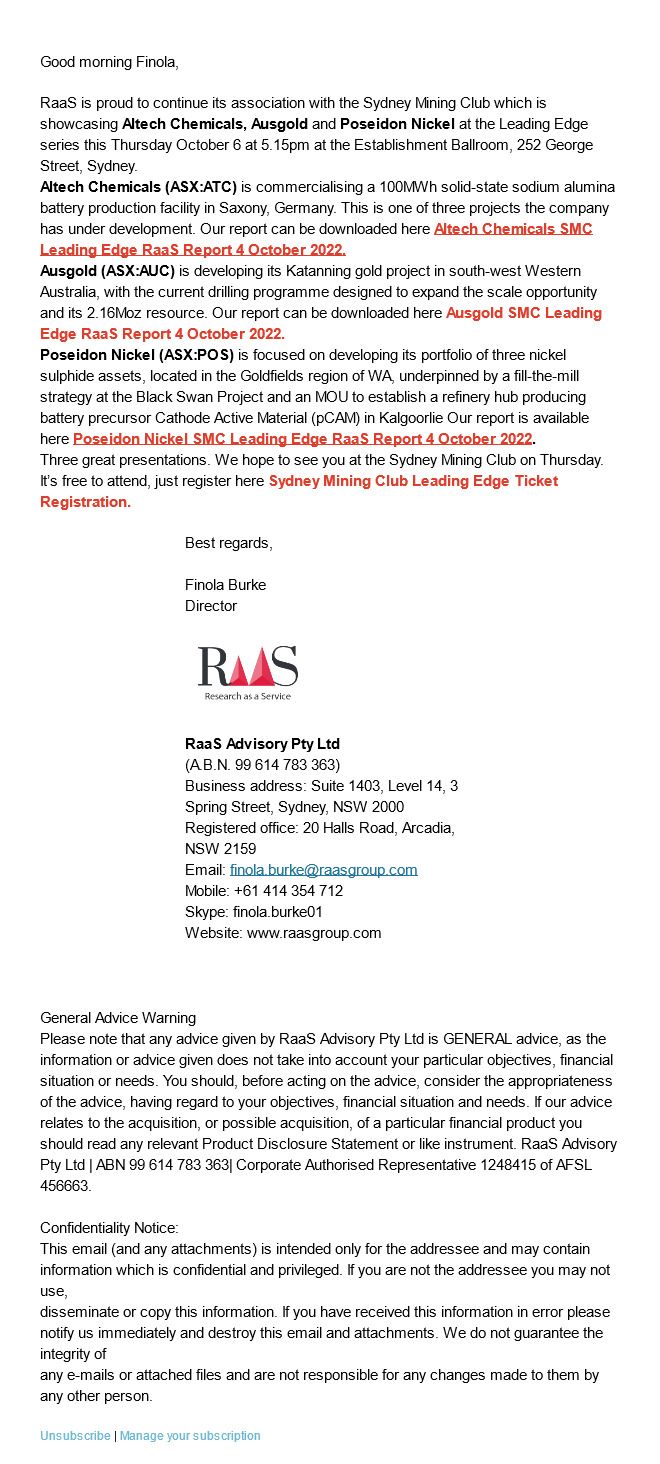 Good morning Finola,
RaaS is proud to continue its association with the Sydney Mining Club which is
showcasing Altech Chemicals, Ausgold and Poseidon Nickel at the Leading Edge
series this Thursday October 6 at 5.15pm at the Establishment Ballroom, 252 George
Street, Sydney.
Altech Chemicals (ASX:ATC) is commercialising a 100MWh solid-state sodium alumina
battery production facility in Saxony, Germany. This is one of three projects the company
has under development. Our report can be downloaded here Altech Chemicals SMC
Leading Edge RaaS Report 4 October 2022.
Ausgold (ASX:AUC) is developing its Katanning gold project in south-west Western
Australia, with the current drilling programme designed to expand the scale opportunity
and its 2.16Moz resource. Our report can be downloaded here Ausgold SMC Leading
Edge RaaS Report 4 October 2022.
Poseidon Nickel (ASX:POS) is focused on developing its portfolio of three nickel
sulphide assets, located in the Goldfields region of WA, underpinned by a fill-the-mill
strategy at the Black Swan Project and an MOU to establish a refinery hub producing
battery precursor Cathode Active Material (pCAM) in Kalgoorlie Our report is available
here Poseidon Nickel SMC Leading Edge RaaS Report 4 October 2022.
Three great presentations. We hope to see you at the Sydney Mining Club on Thursday.
It's free to attend, just register here Sydney Mining Club Leading Edge Ticket
Registration.
Best regards,
Finola Burke
Director
RAAS
Research as a Service
RaaS Advisory Pty Ltd
(A.B.N. 99 614 783 363)
Business address: Suite 1403, Level 14, 3
Spring Street, Sydney, NSW 2000
Registered office: 20 Halls Road, Arcadia,
NSW 2159
Email: finola.burke@raasgroup.com
Mobile: +61 414 354 712
Skype: finola.burke01
Website: www.raasgroup.com
General Advice Warning
Please note that any advice given by RaaS Advisory Pty Ltd is GENERAL advice, as the
information or advice given does not take into account your particular objectives, financial
situation or needs. You should, before acting on the advice, consider the appropriateness
of the advice, having regard to your objectives, financial situation and needs. If our advice
relates to the acquisition, or possible acquisition, of a particular financial product you
should read any relevant Product Disclosure Statement or like instrument. RaaS Advisory
Pty Ltd | ABN 99 614 783 363| Corporate Authorised Representative 1248415 of AFSL
456663.
Confidentiality Notice:
This email (and any attachments) is intended only for the addressee and may contain
information which is confidential and privileged. If you are not the addressee you may not
use,
disseminate or copy this information. If you have received this information in error please
notify us immediately and destroy this email and attachments. We do not guarantee the
integrity of
any e-mails or attached files and are not responsible for any changes made to them by
any other person.
Unsubscribe | Manage your subscription